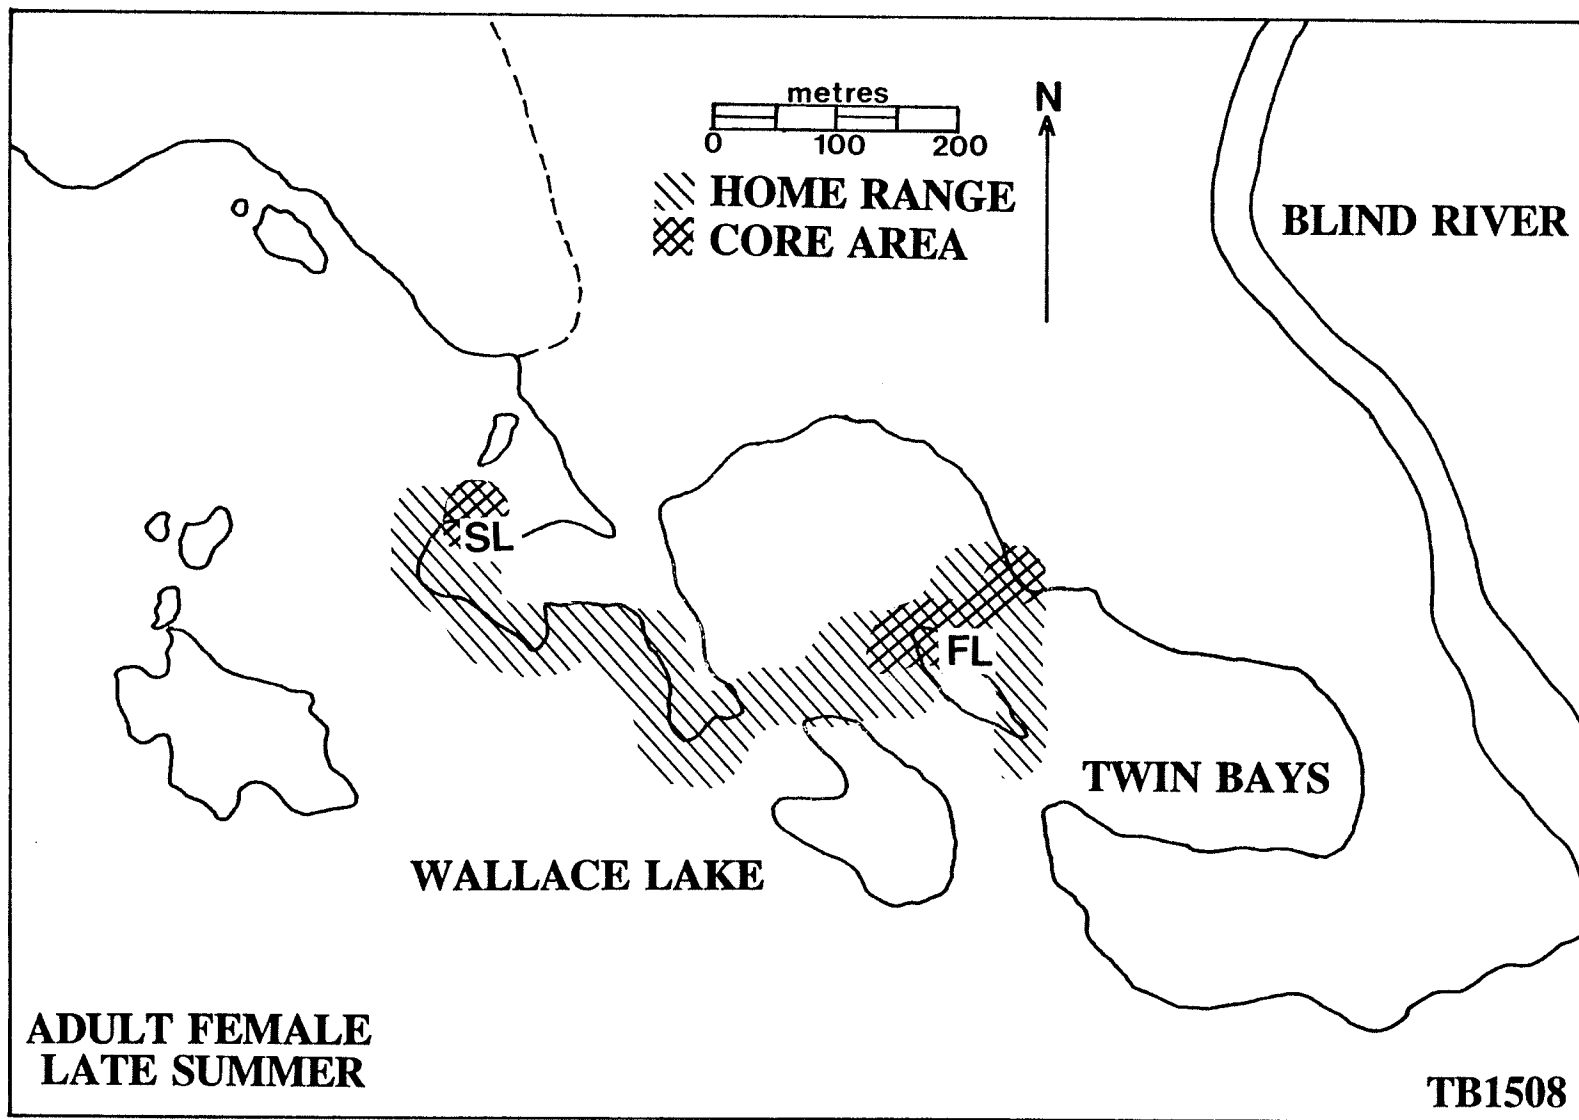 metres
N
0 100 200
HOME RANGE
CORE AREA
BLIND RIVER
SL
FL
TWIN BAYS
WALLACE LAKE
ADULT FEMALE
LATE SUMMER
TB1508